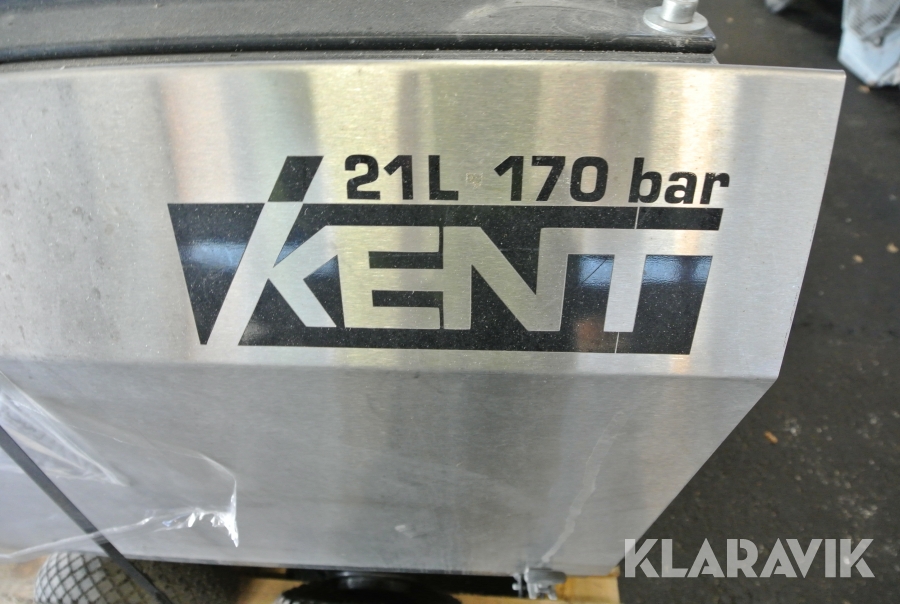 21L 170 bar
KENT
KLARAVIK